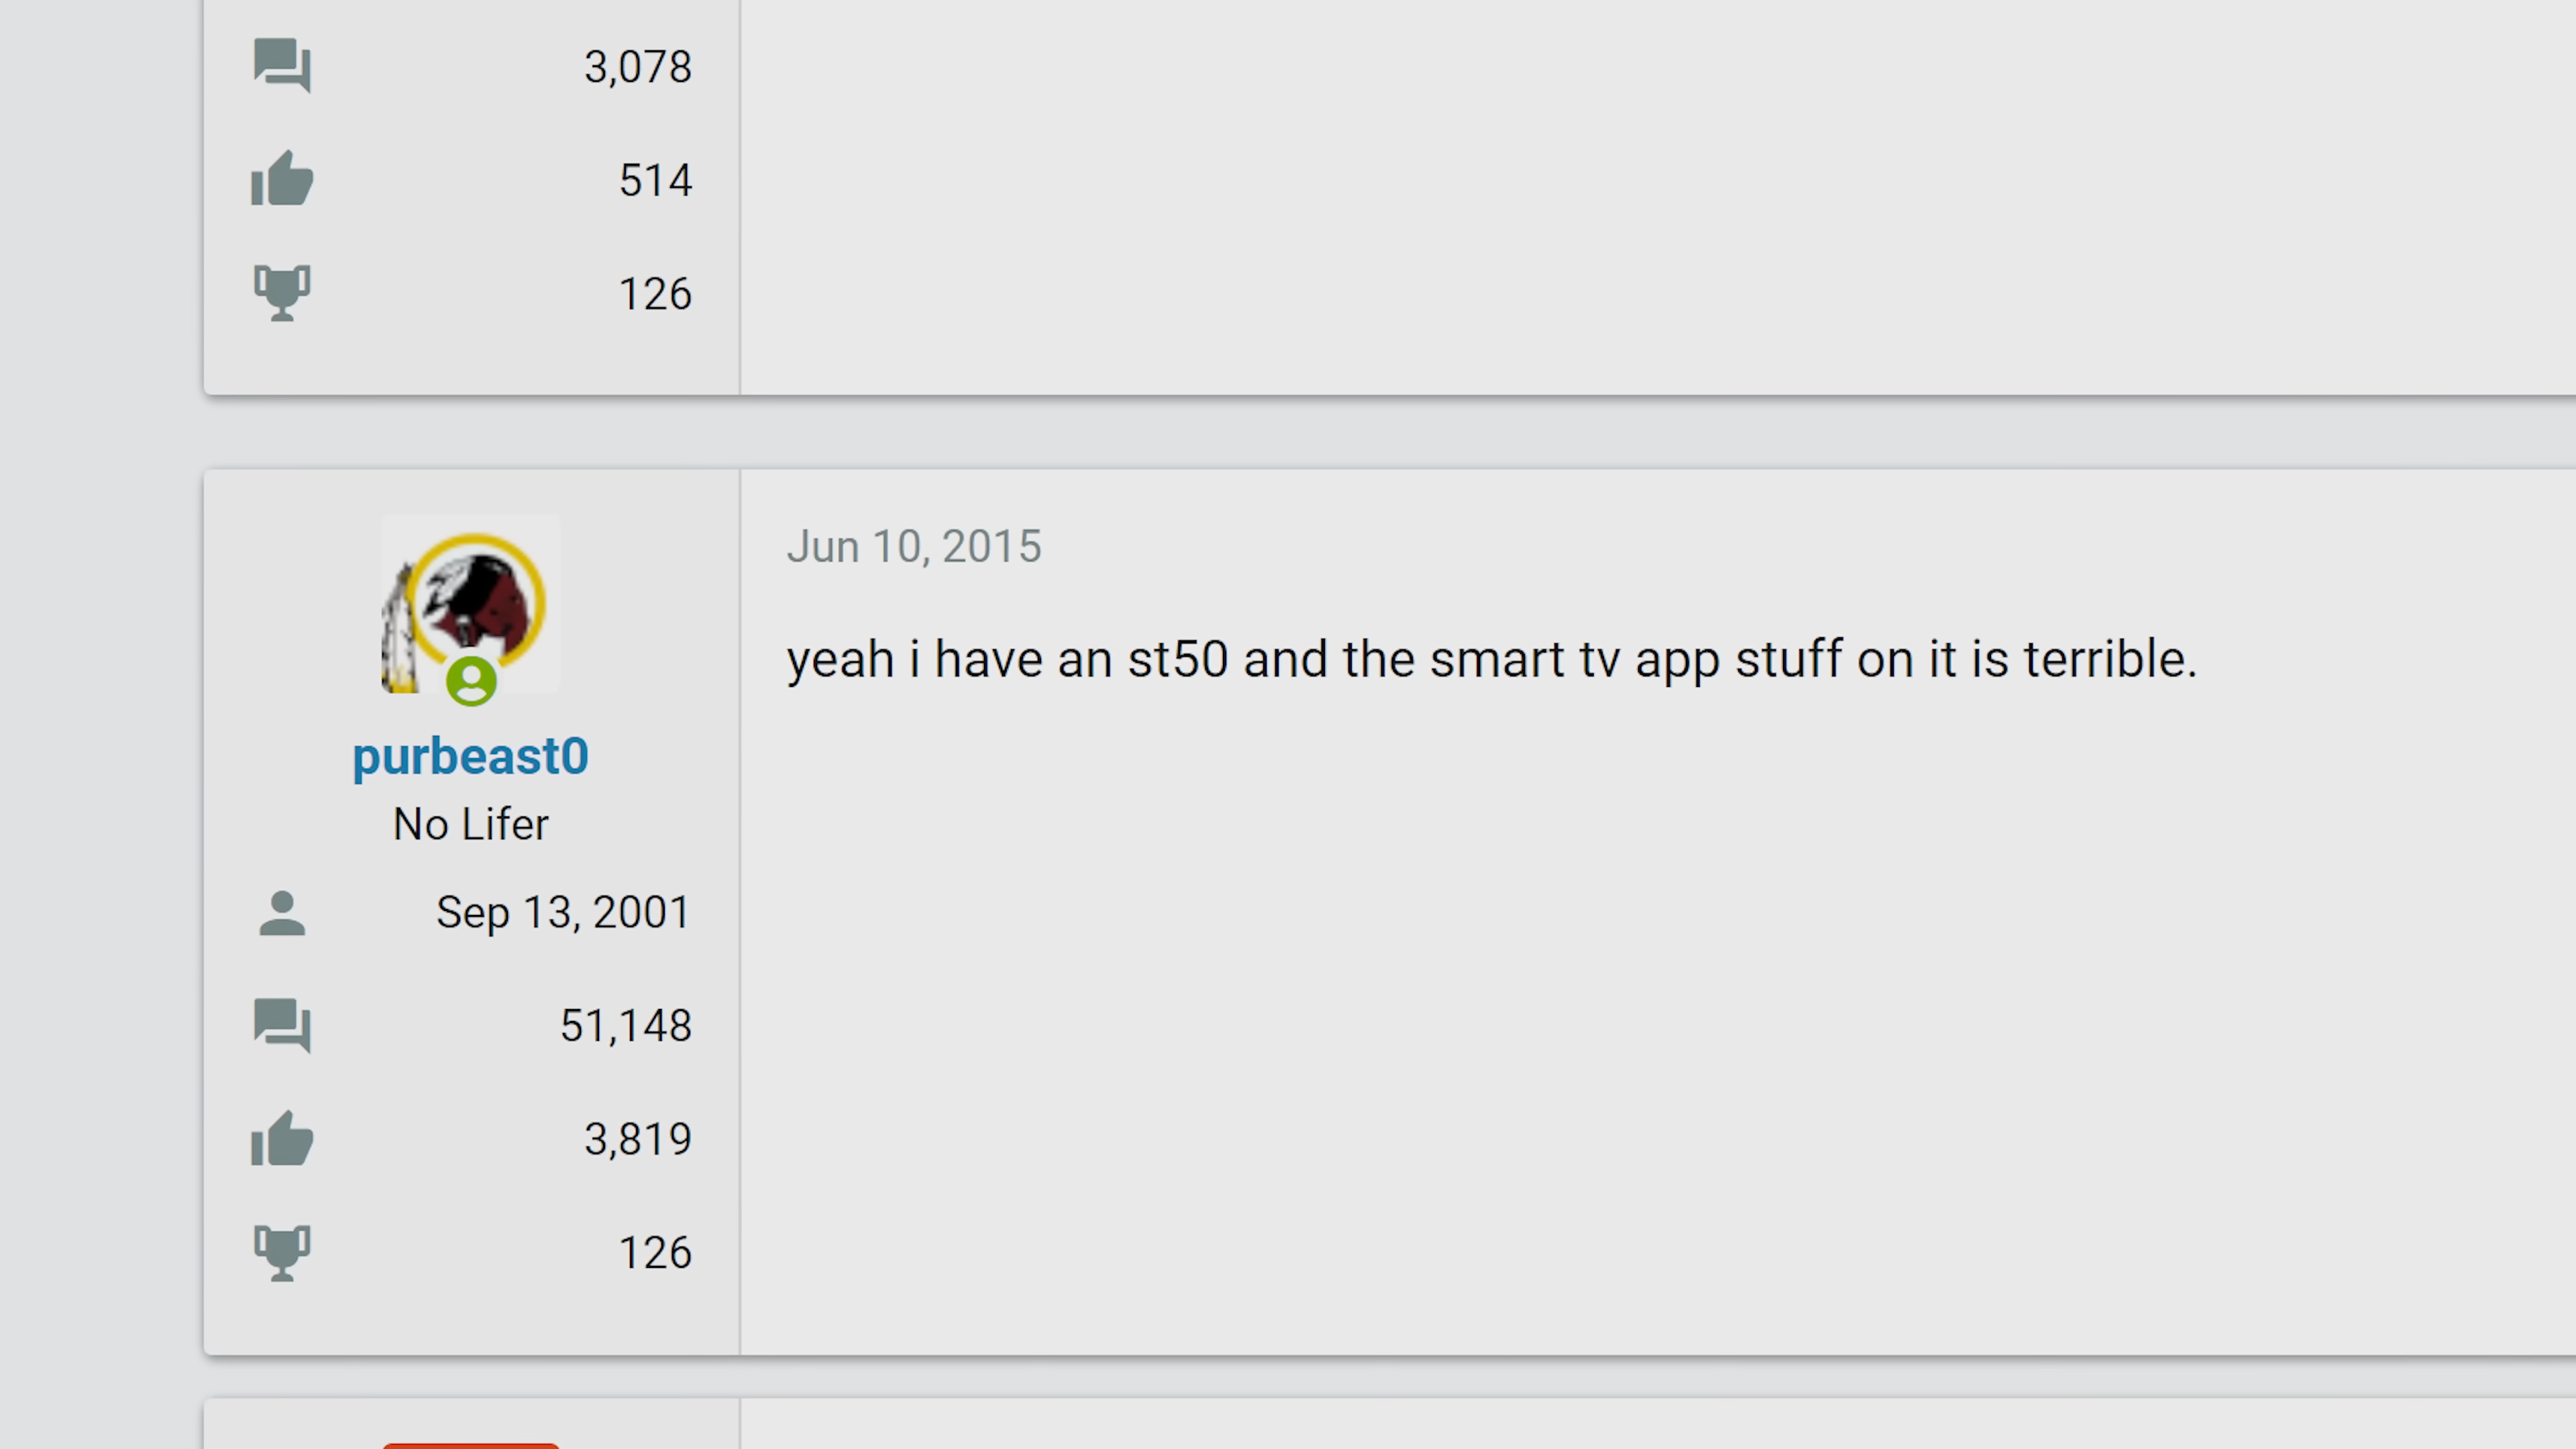 3,078
514
126
Jun 10, 2015
yeah i have an st50 and the smart tv app stuff on it is terrible.
purbeast0
No Lifer
Sep 13, 2001
51,148
3,819
126